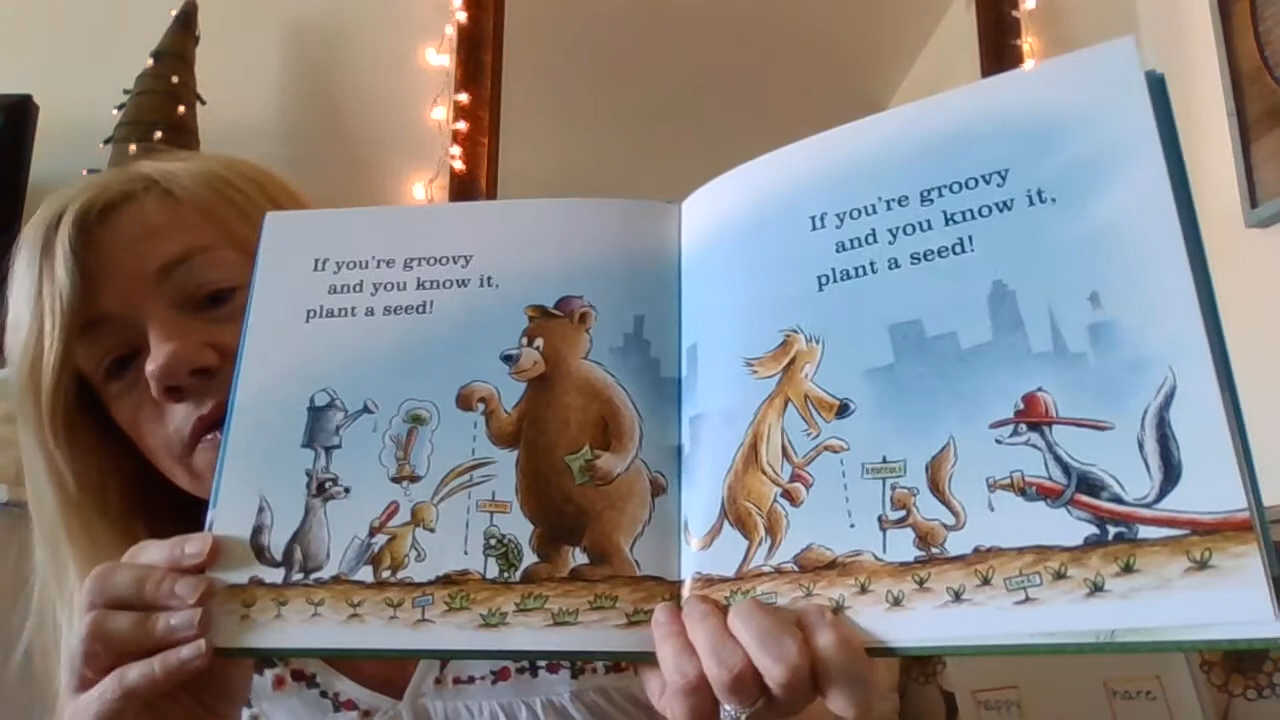 If you're groovy
and you know it,
plant a seed!
If you're groovy
and you know it,
plant a seed!
BROCCOLI
happy
hare